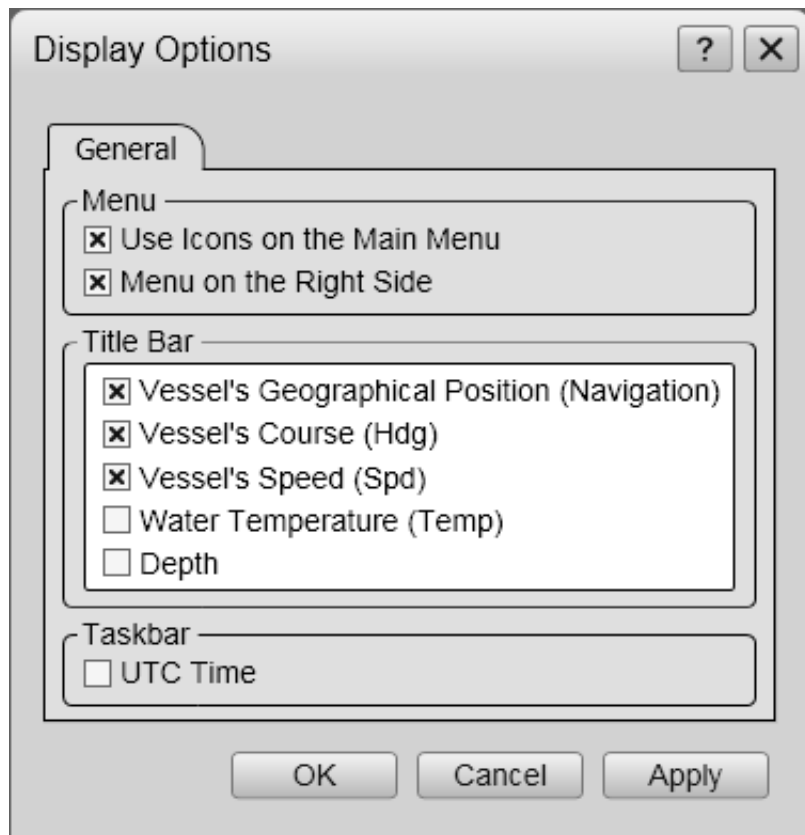 Display Options
?
General
Menu
Use Icons on the Main Menu
Menu on the Right Side
Title Bar
Vessel's Geographical Position (Navigation)
Vessel's Course (Hdg)
Vessel's Speed (Spd)
Water Temperature (Temp)
Depth
Taskbar
UTC Time
OK Cancel Apply